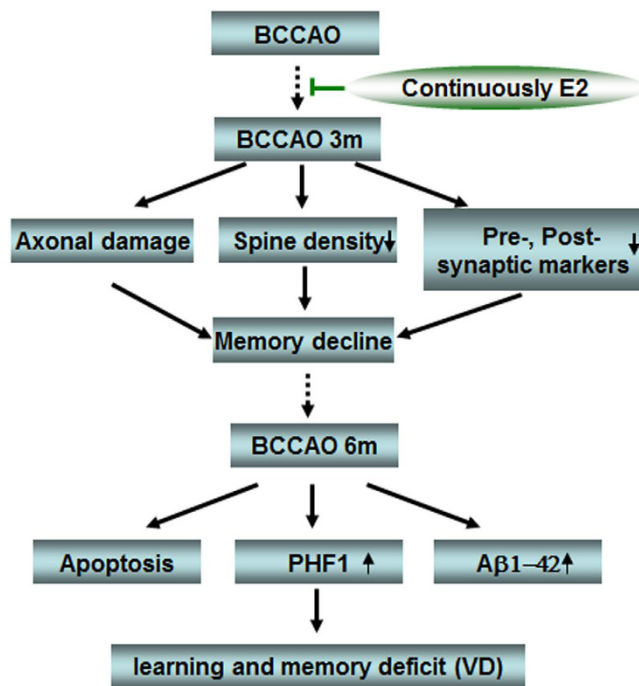 BCCAO
Continuously E2
BCCAO 3m
Axonal damage
Spine density↓
Pre-, Post-
synaptic markers↓
Memory decline
BCCAO 6m
Apoptosis
PHF1 ↑
Aβ1–42↑
learning and memory deficit (VD)